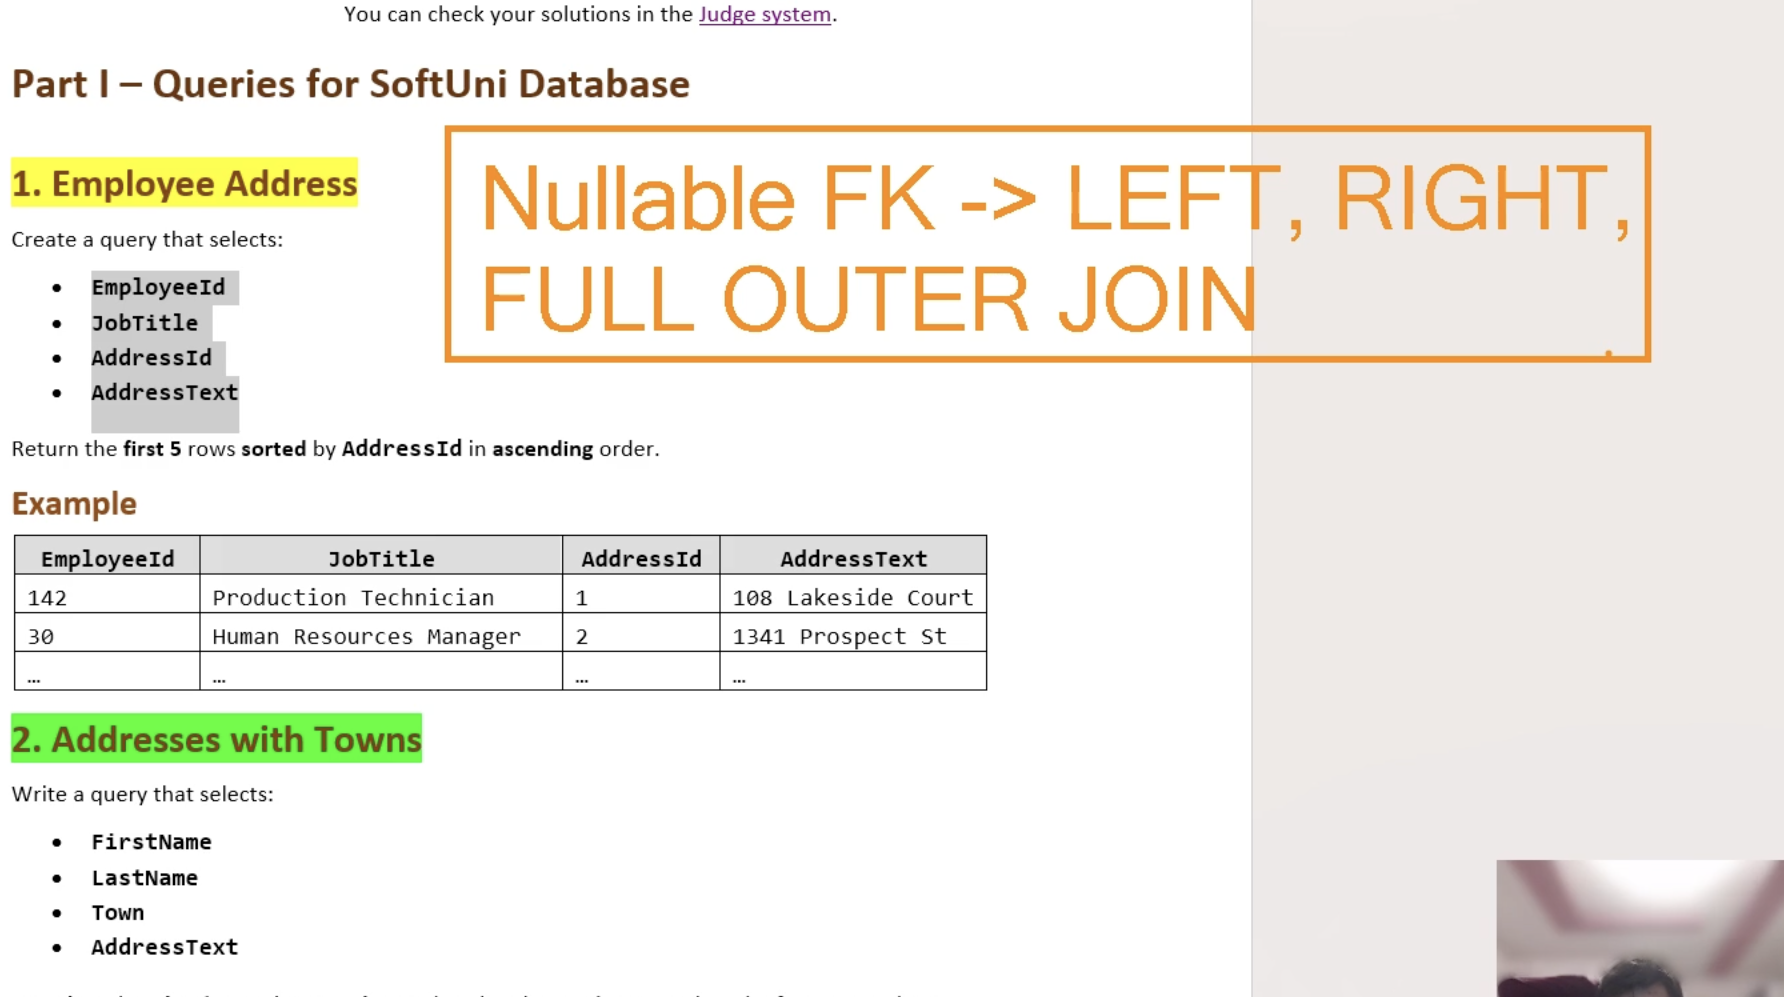 You can check your solutions in the Judge system.
Part I – Queries for SoftUni Database
1. Employee Address
Nullable FK -> LEFT, RIGHT,
FULL OUTER JOIN
Create a query that selects:
• EmployeeId
• JobTitle
• AddressId
• AddressText
Return the first 5 rows sorted by AddressId in ascending order.
Example
EmployeeId JobTitle AddressId AddressText
142 Production Technician 1 108 Lakeside Court
30 Human Resources Manager 2 1341 Prospect St
… … … …
2. Addresses with Towns
Write a query that selects:
• FirstName
• LastName
• Town
• AddressText